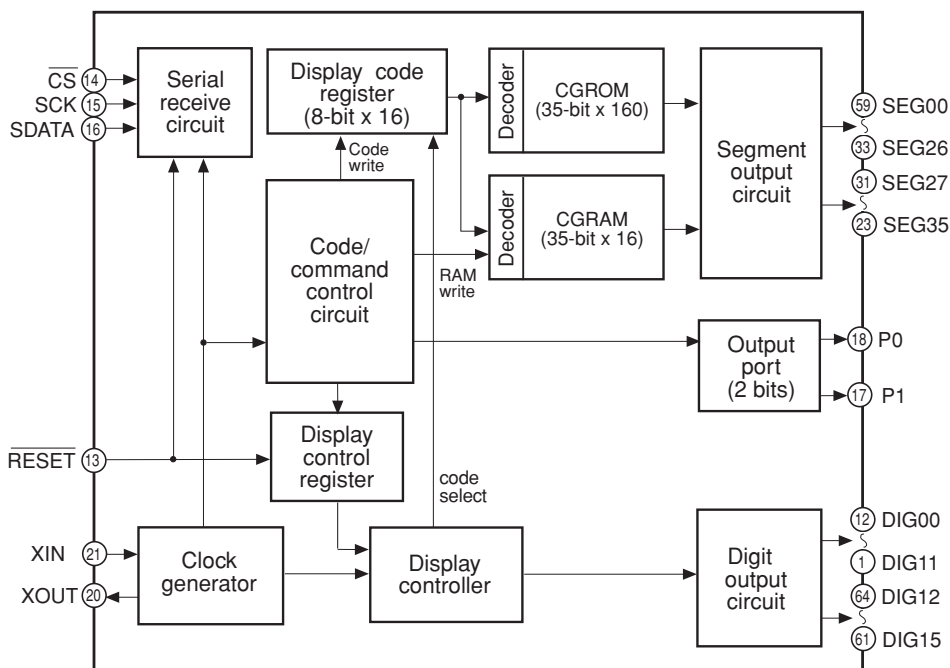 CS
14
SCK
15
SDATA
16
Serial
receive
circuit
Display code
register
(8-bit x 16)
Code
write
Decoder
CGROM
(35-bit x 160)
Decoder
CGRAM
(35-bit x 16)
RAM
write
Segment
output
circuit
59
SEG00
33
SEG26
31
SEG27
23
SEG35
Code/
command
control
circuit
Output
port
(2 bits)
18
P0
17
P1
RESET
13
Display
control
register
code
select
XIN
21
XOUT
20
Clock
generator
Display
controller
Digit
output
circuit
12
DIG00
1
DIG11
64
DIG12
61
DIG15